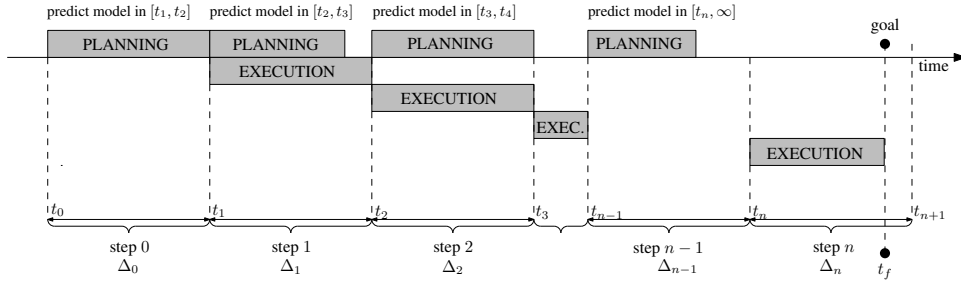 predict model in [t₁, t₂] predict model in [t₂, t₃] predict model in [t₃, t₄] predict model in [tₙ, ∞]
goal
PLANNING PLANNING PLANNING PLANNING
time
EXECUTION
EXECUTION
EXEC.
EXECUTION
t₀ t₁ t₂ t₃ tₙ₋₁ tₙ tₙ₊₁
step 0 step 1 step 2 step n − 1 step n
Δ₀ Δ₁ Δ₂ Δₙ₋₁ Δₙ t_f